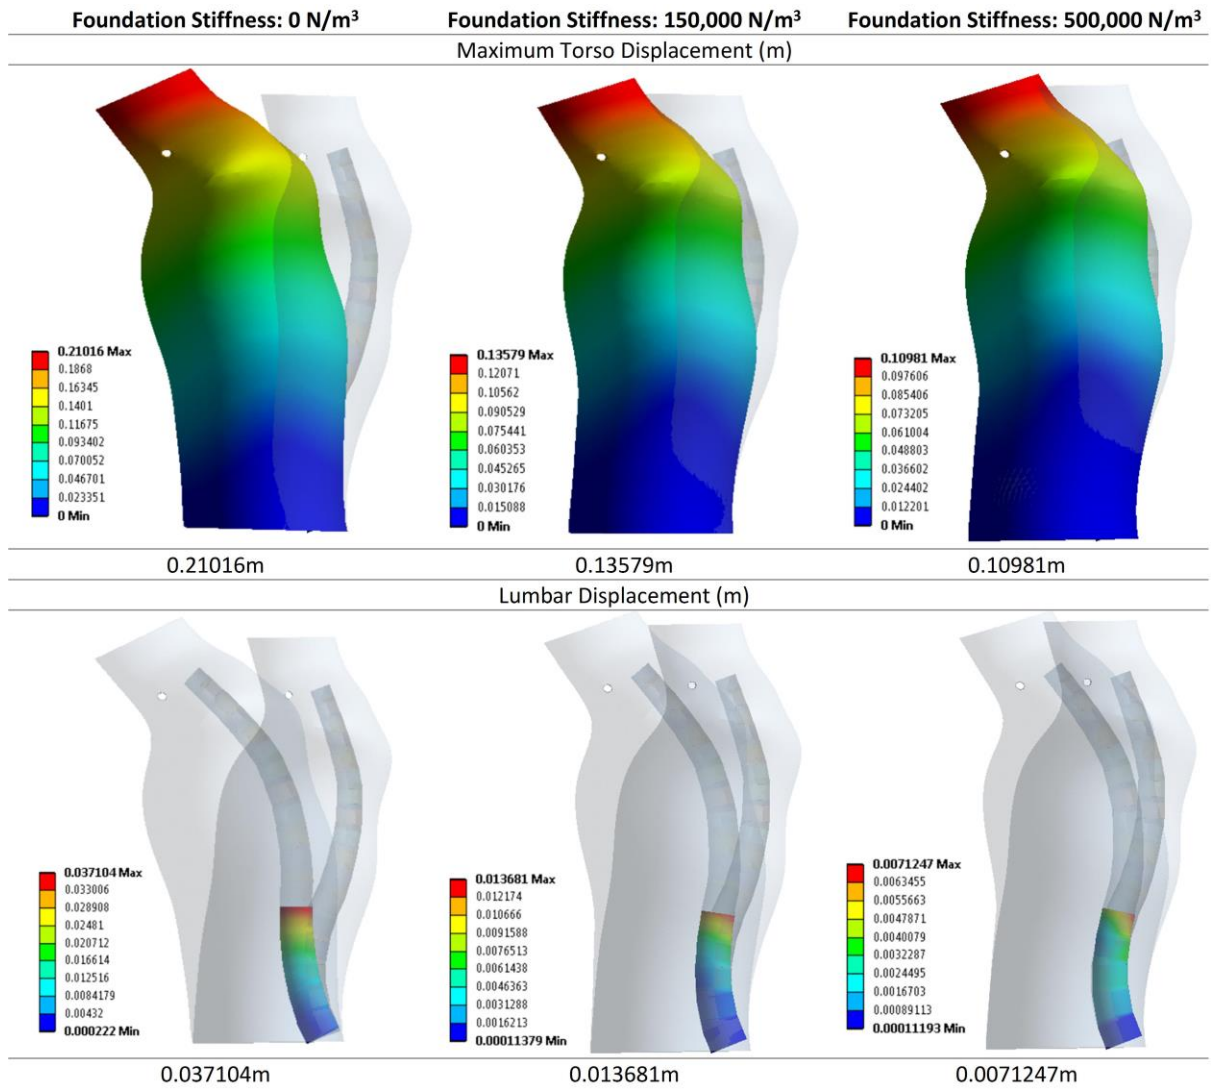 Foundation Stiffness: 0 N/m³ Foundation Stiffness: 150,000 N/m³ Foundation Stiffness: 500,000 N/m³
Maximum Torso Displacement (m)
0.21016 Max
0.1868
0.16345
0.1401
0.11675
0.093402
0.070052
0.046701
0.023351
0 Min
0.13579 Max
0.12071
0.10562
0.090529
0.075441
0.060353
0.045265
0.030176
0.015088
0 Min
0.10981 Max
0.097606
0.085406
0.073205
0.061004
0.048803
0.036602
0.024402
0.012201
0 Min
0.21016m 0.13579m 0.10981m
Lumbar Displacement (m)
0.037104 Max
0.033006
0.028908
0.02481
0.020712
0.016614
0.012516
0.0084179
0.00432
0.000222 Min
0.013681 Max
0.012174
0.010666
0.0091588
0.0076513
0.0061438
0.0046363
0.0031288
0.0016213
0.00011379 Min
0.0071247 Max
0.0063455
0.0055663
0.0047871
0.0040079
0.0032287
0.0024495
0.0016703
0.00089113
0.00011193 Min
0.037104m 0.013681m 0.0071247m